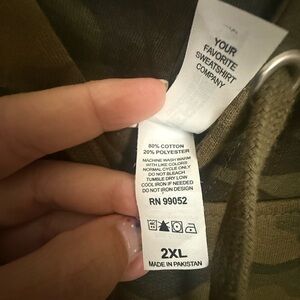 YOUR
FAVORITE
SWEATSHIRT
COMPANY
80% COTTON
20% POLYESTER
MACHINE WASH WARM
WITH LIKE COLORS
NORMAL CYCLE ONLY
DO NOT BLEACH
TUMBLE DRY LOW
COOL IRON IF NEEDED
DO NOT IRON DESIGN
RN 99052
2XL
MADE IN PAKISTAN